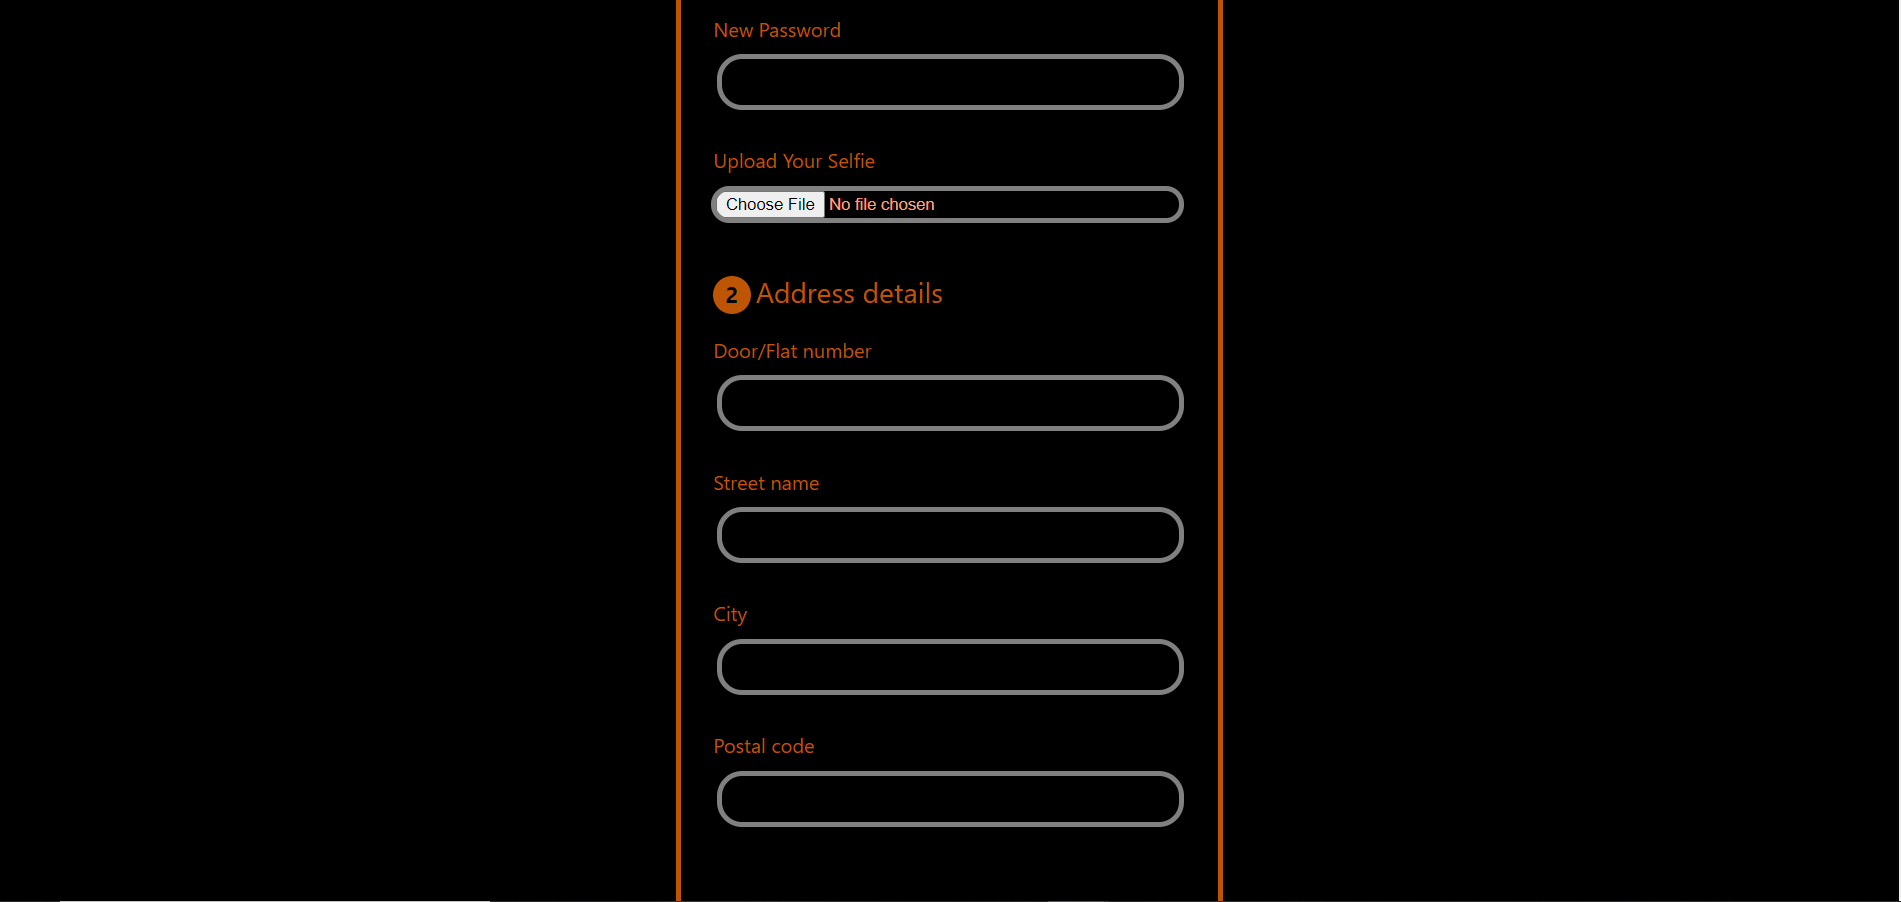 New Password
Upload Your Selfie
Choose File No file chosen
2 Address details
Door/Flat number
Street name
City
Postal code